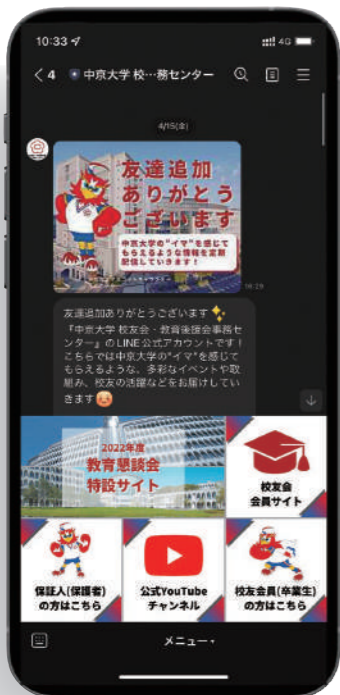 10:33
4G
4
中京大学 校…務センター
4/15(金)
友達追加
ありがとう
ございます
中京大学の"イマ"を感じて
もらえるような情報を定期
配信していきます！
16:29
友達追加ありがとうございます
『中京大学 校友会・教育後援会事務セ
ンター』のLINE公式アカウントです！
こちらでは中京大学の"イマ"を感じて
もらえるような、多彩なイベントや取
組み、校友の活躍などをお届けしてい
きます
2022年度
教育懇談会
特設サイト
校友会
会員サイト
保証人(保護者)
の方はこちら
公式YouTube
チャンネル
校友会員(卒業生)
の方はこちら
メニュー